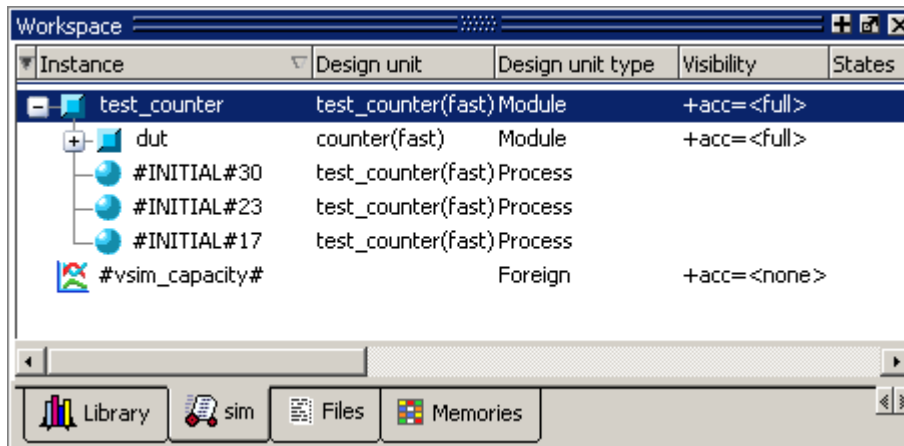 Workspace
Instance Design unit Design unit type Visibility States
test_counter test_counter(fast) Module +acc=<full>
dut counter(fast) Module +acc=<full>
#INITIAL#30 test_counter(fast) Process
#INITIAL#23 test_counter(fast) Process
#INITIAL#17 test_counter(fast) Process
#vsim_capacity# Foreign +acc=<none>
Library sim Files Memories